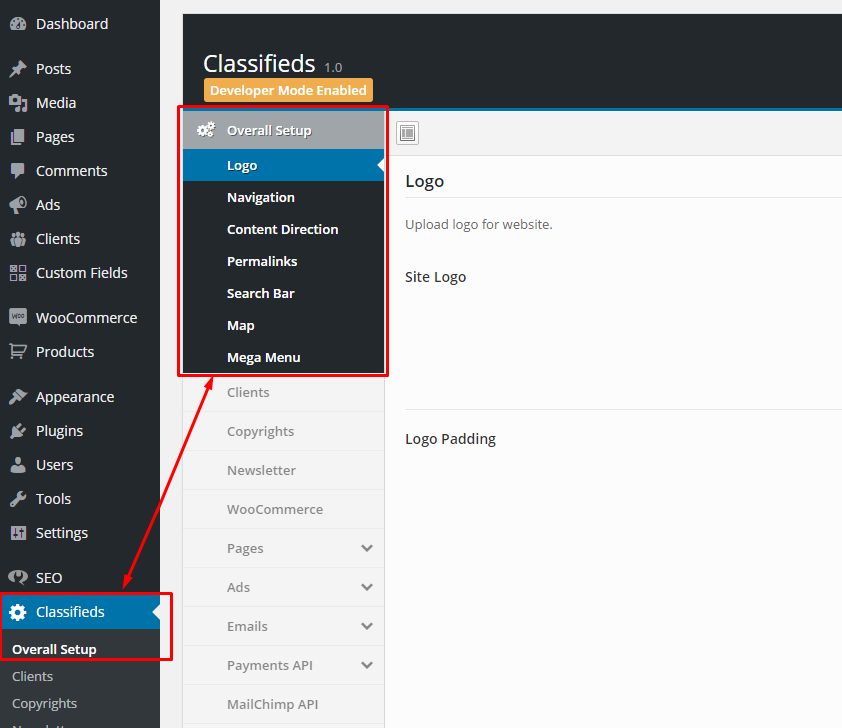 Dashboard
Posts
Media
Pages
Comments
Ads
Clients
Custom Fields
WooCommerce
Products
Appearance
Plugins
Users
Tools
Settings
SEO
Classifieds
Overall Setup
Clients
Copyrights
Classifieds 1.0
Developer Mode Enabled
Overall Setup
Logo
Navigation
Content Direction
Permalinks
Search Bar
Map
Mega Menu
Clients
Copyrights
Newsletter
WooCommerce
Pages
Ads
Emails
Payments API
MailChimp API
Logo
Upload logo for website.
Site Logo
Logo Padding